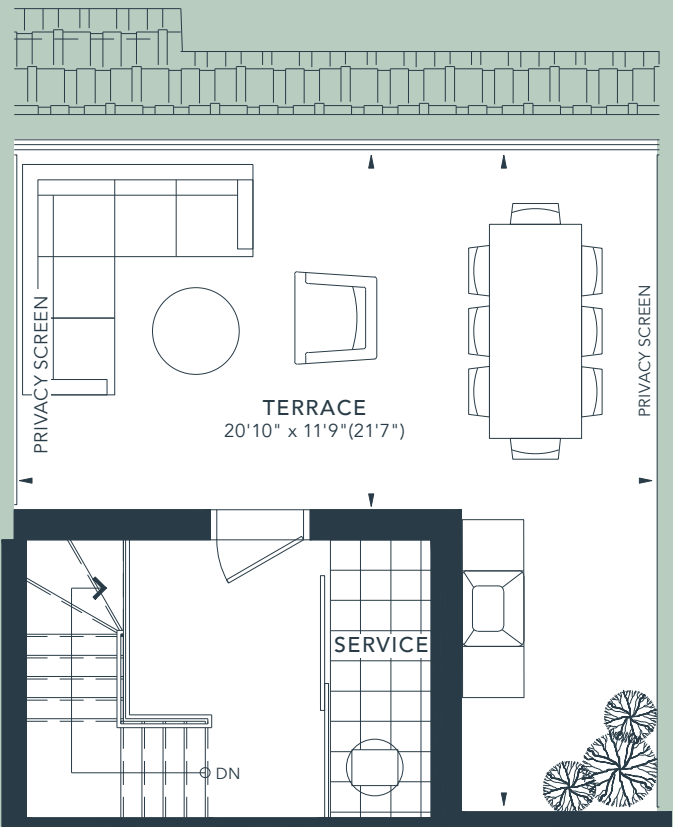 PRIVACY SCREEN
PRIVACY SCREEN
TERRACE
20'10" x 11'9"(21'7")
SERVICE
DN